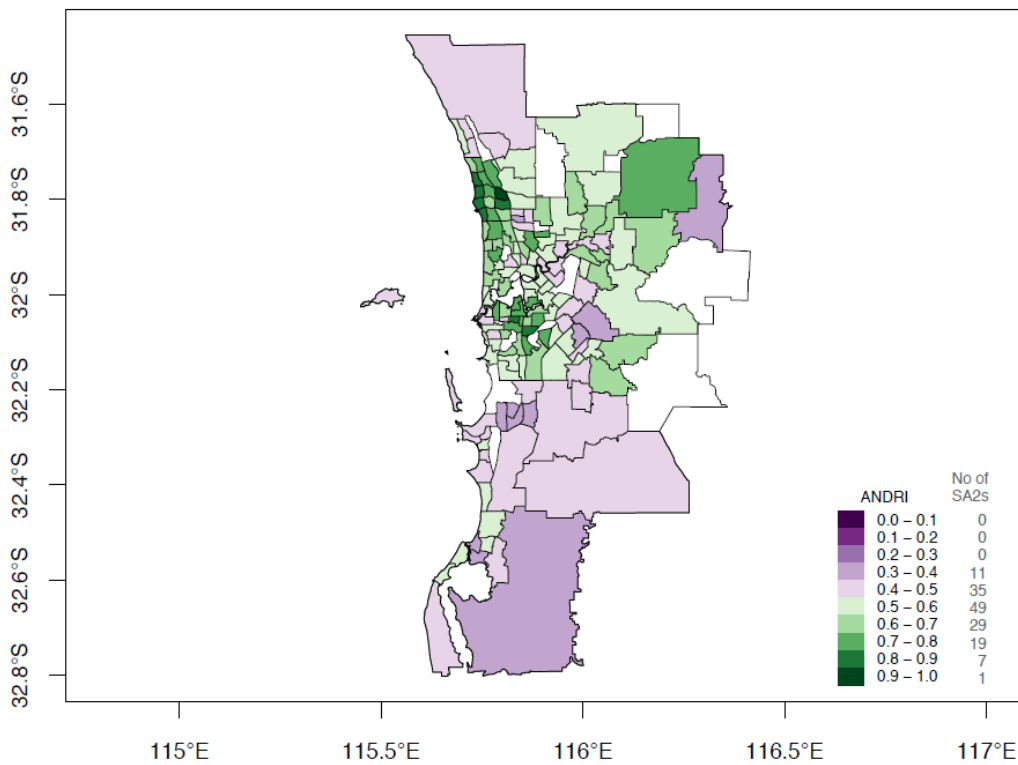 31.6°S
31.8°S
32°S
32.2°S
32.4°S
32.6°S
32.8°S
No of
ANDRI SA2s
0.0 – 0.1 0
0.1 – 0.2 0
0.2 – 0.3 0
0.3 – 0.4 11
0.4 – 0.5 35
0.5 – 0.6 49
0.6 – 0.7 29
0.7 – 0.8 19
0.8 – 0.9 7
0.9 – 1.0 1
115°E 115.5°E 116°E 116.5°E 117°E